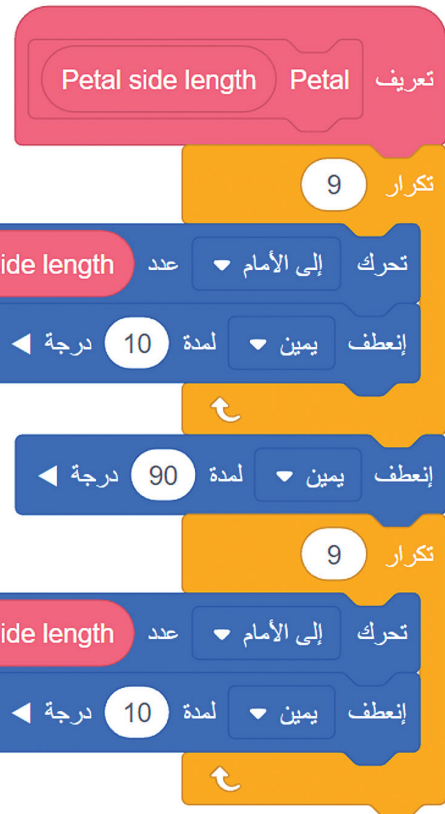 تعريف Petal Petal side length
تكرار 9
تحرك إلى الأمام عدد ide length
إنعطف يمين لمدة 10 درجة
إنعطف يمين لمدة 90 درجة
تكرار 9
تحرك إلى الأمام عدد ide length
إنعطف يمين لمدة 10 درجة